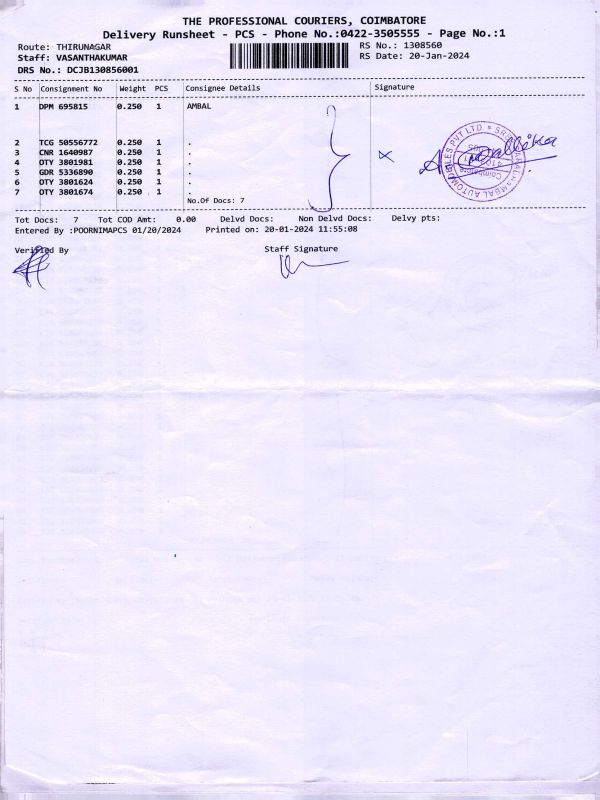 THE PROFESSIONAL COURIERS, COIMBATORE
Delivery Runsheet - PCS - Phone No.:0422-3505555 - Page No.:1
Route: THIRUNAGAR RS No.: 1308560
Staff: VASANTHAKUMAR RS Date: 20-Jan-2024
DRS No.: DCJB130856001
S No Consignment No Weight PCS Consignee Details Signature
1 DPM 695815 0.250 1 AMBAL
2 TCG 50556772 0.250 1 .
3 CNR 1640987 0.250 1 .
4 OTY 3801981 0.250 1 .
5 GDR 5336890 0.250 1 .
6 OTY 3801624 0.250 1 .
7 OTY 3801674 0.250 1 .
No.Of Docs: 7
Tot Docs: 7 Tot COD Amt: 0.00 Delvd Docs: Non Delvd Docs: Delvy pts:
Entered By :POORNIMAPCS 01/20/2024 Printed on: 20-01-2024 11:55:08
Verified By Staff Signature